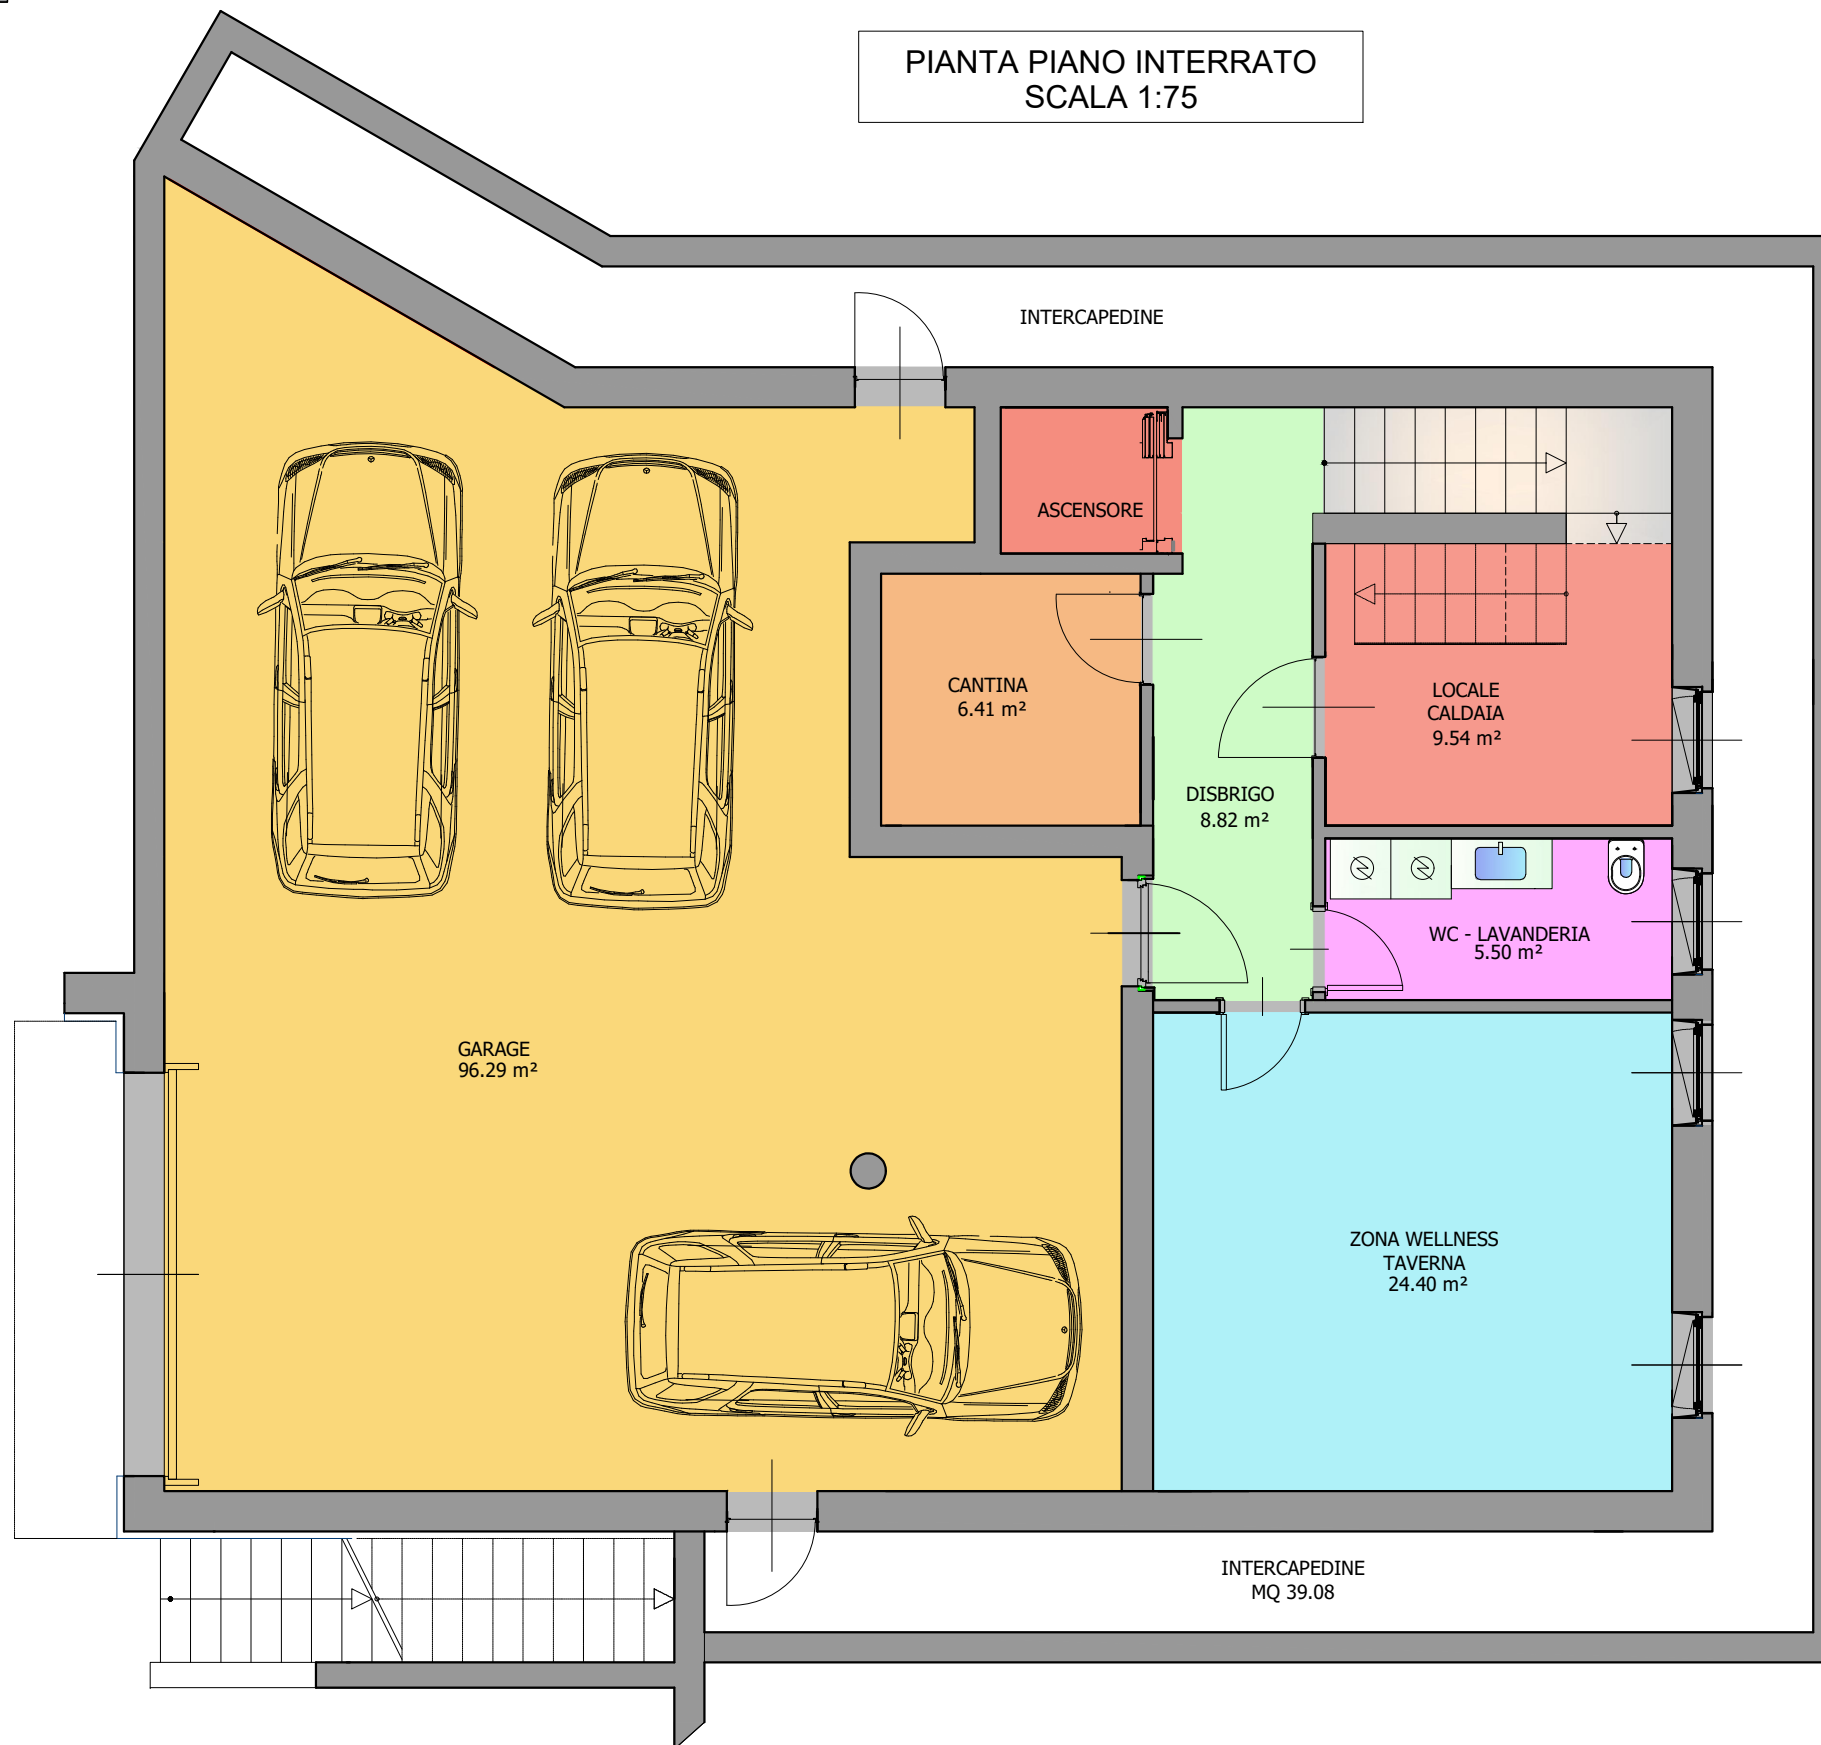 PIANTA PIANO INTERRATO
SCALA 1:75
INTERCAPEDINE
ASCENSORE
CANTINA
6.41 m²
LOCALE
CALDAIA
9.54 m²
DISBRIGO
8.82 m²
WC - LAVANDERIA
5.50 m²
GARAGE
96.29 m²
ZONA WELLNESS
TAVERNA
24.40 m²
INTERCAPEDINE
MQ 39.08